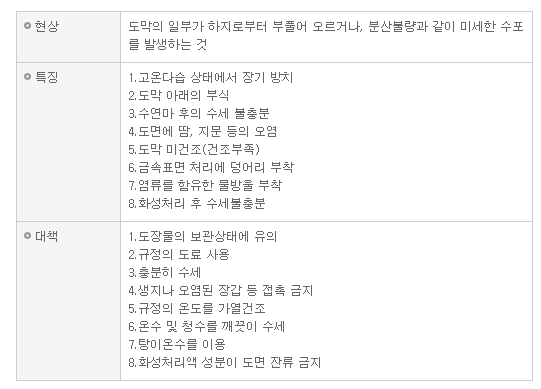 현상
도막의 일부가 하지로부터 부풀어 오르거나, 분산불량과 같이 미세한 수포
를 발생하는 것
특징
1.고온다습 상태에서 장기 방치
2.도막 아래의 부식
3.수연마 후의 수세 불충분
4.도면에 땀, 지문 등의 오염
5.도막 미건조(건조부족)
6.금속표면 처리에 덩어리 부착
7.염류를 함유한 물방울 부착
8.화성처리 후 수세불충분
대책
1.도장물의 보관상태에 유의
2.규정의 도료 사용
3.충분히 수세
4.생지나 오염된 장갑 등 접촉 금지
5.규정의 온도를 가열건조
6.온수 및 청수를 깨끗이 수세
7.탕이온수를 이용
8.화성처리액 성분이 도면 잔류 금지